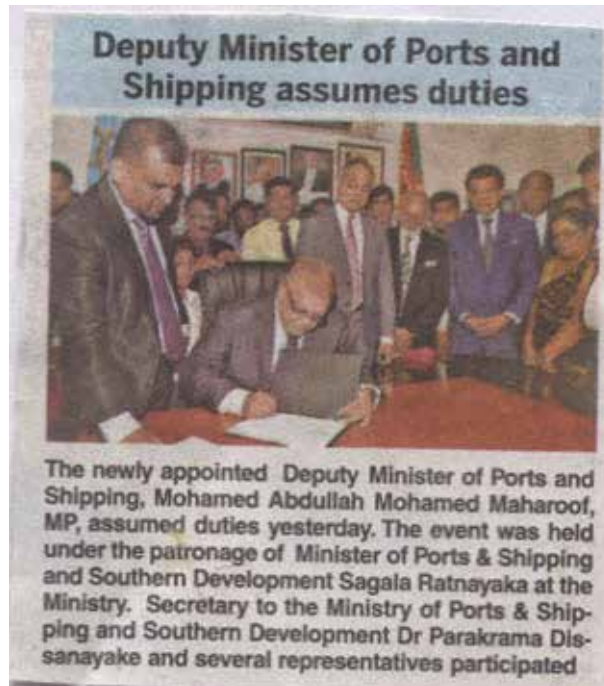 Deputy Minister of Ports and
Shipping assumes duties
The newly appointed Deputy Minister of Ports and
Shipping, Mohamed Abdullah Mohamed Maharoof,
MP, assumed duties yesterday. The event was held
under the patronage of Minister of Ports & Shipping
and Southern Development Sagala Ratnayaka at the
Ministry. Secretary to the Ministry of Ports & Ship-
ping and Southern Development Dr Parakrama Dis-
sanayake and several representatives participated